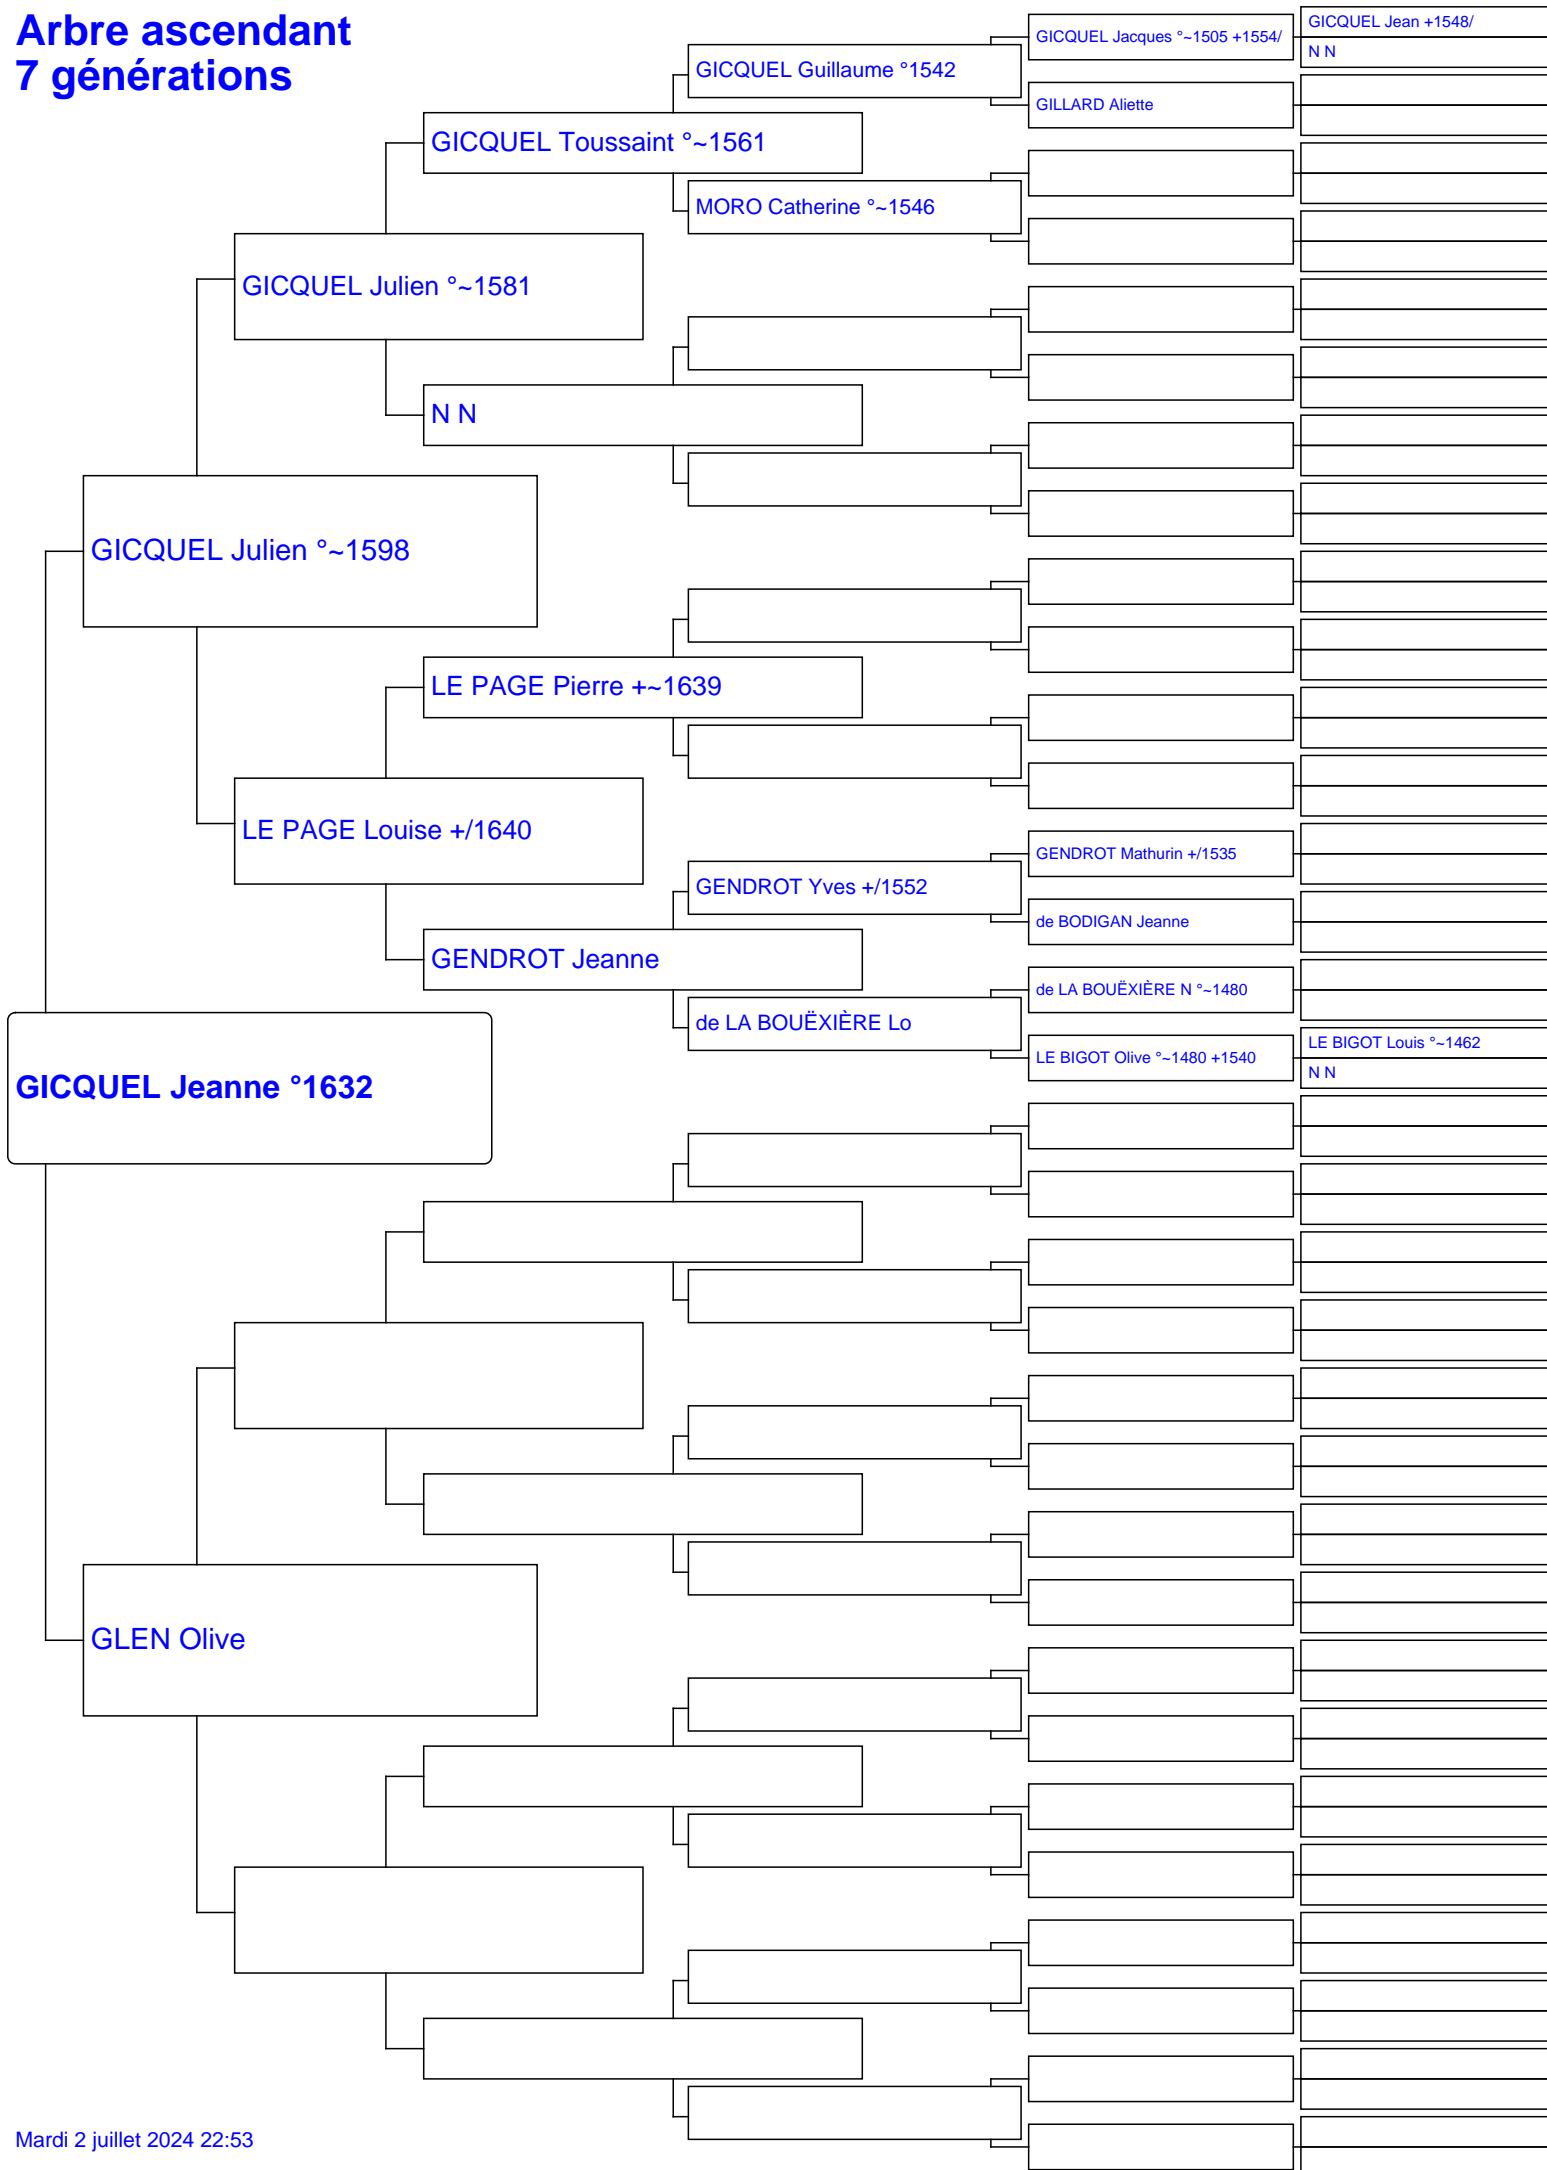 Arbre ascendant
7 générations
GICQUEL Jean +1548/
GICQUEL Jacques °~1505 +1554/
N N
GICQUEL Guillaume °1542
GILLARD Aliette
GICQUEL Toussaint °~1561
MORO Catherine °~1546
GICQUEL Julien °~1581
N N
GICQUEL Julien °~1598
LE PAGE Pierre +~1639
LE PAGE Louise +/1640
GENDROT Mathurin +/1535
GENDROT Yves +/1552
de BODIGAN Jeanne
GENDROT Jeanne
de LA BOUËXIÈRE N °~1480
de LA BOUËXIÈRE Lo
LE BIGOT Louis °~1462
LE BIGOT Olive °~1480 +1540
N N
GICQUEL Jeanne °1632
GLEN Olive
Mardi 2 juillet 2024 22:53